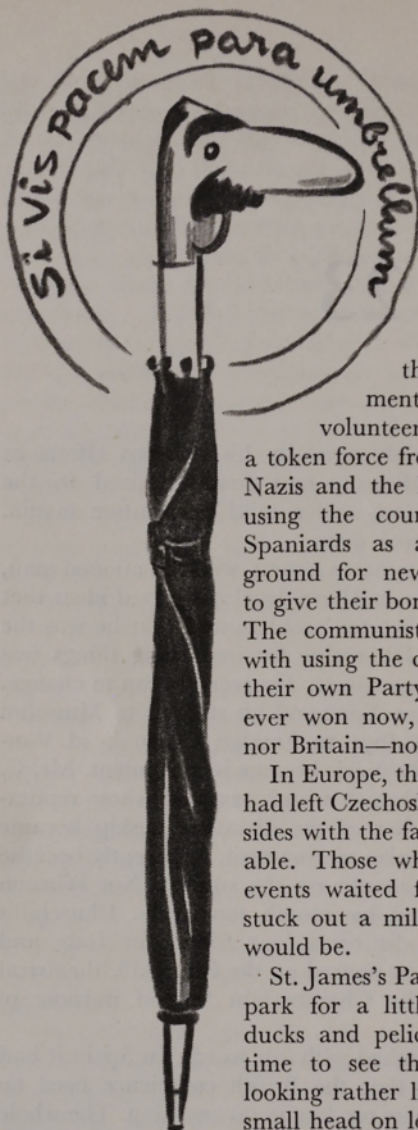 Si vis pacem para umbrellum
th
ment
volunteer
a token force fr
Nazis and the
using the cour
Spaniards as a
ground for new
to give their bor
The communist
with using the c
their own Party
ever won now,
nor Britain—no
In Europe, th
had left Czechos
sides with the fa
able. Those wh
events waited f
stuck out a mil
would be.
St. James's Pa
park for a littl
ducks and pelic
time to see th
looking rather l
small head on l